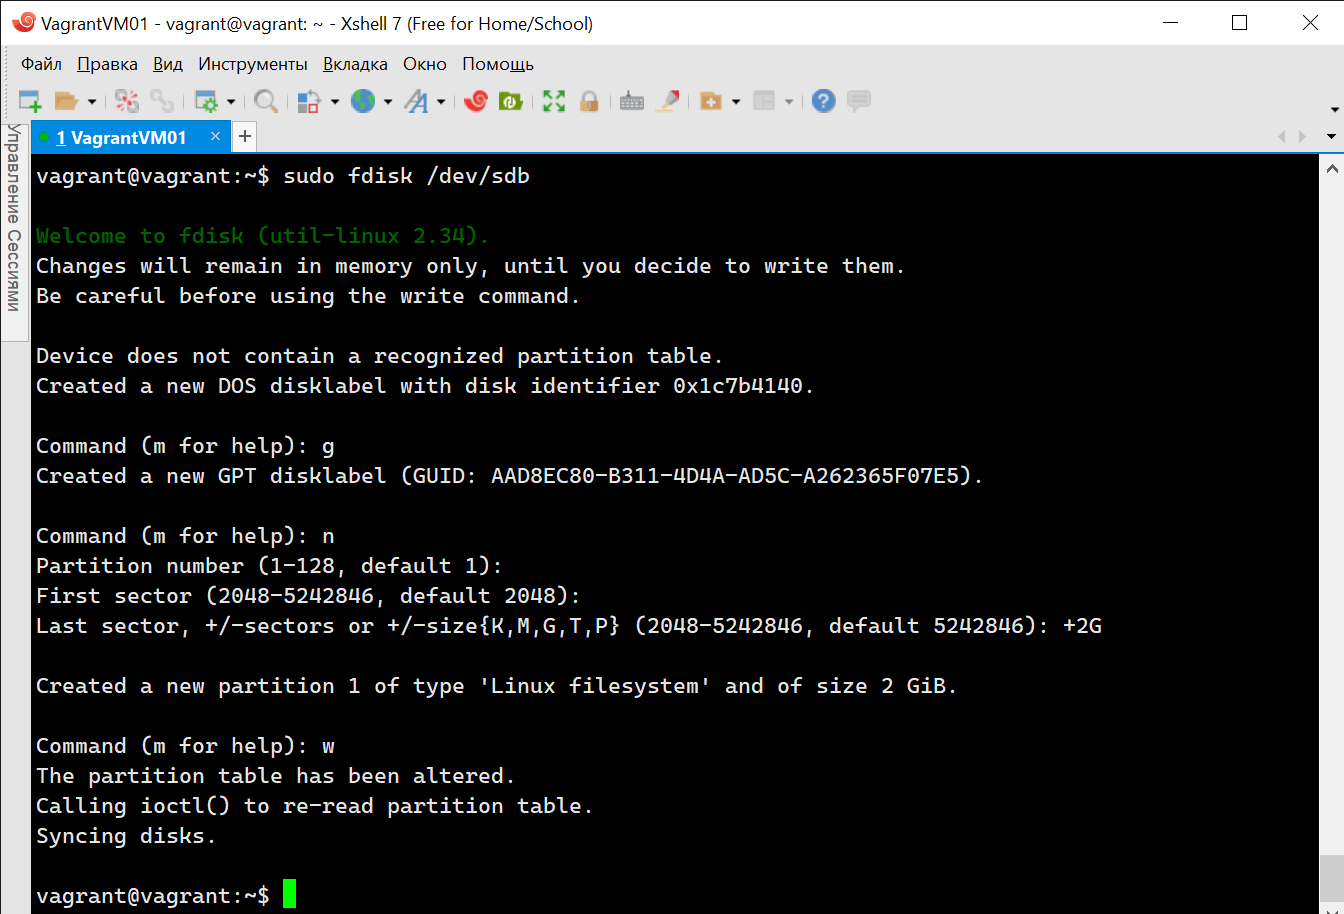 VagrantVM01 - vagrant@vagrant: ~ - Xshell 7 (Free for Home/School)
Файл Правка Вид Инструменты Вкладка Окно Помощь
Управление Сессиями
1 VagrantVM01 × +
vagrant@vagrant:~$ sudo fdisk /dev/sdb
Welcome to fdisk (util-linux 2.34).
Changes will remain in memory only, until you decide to write them.
Be careful before using the write command.
Device does not contain a recognized partition table.
Created a new DOS disklabel with disk identifier 0x1c7b4140.
Command (m for help): g
Created a new GPT disklabel (GUID: AAD8EC80-B311-4D4A-AD5C-A262365F07E5).
Command (m for help): n
Partition number (1-128, default 1):
First sector (2048-5242846, default 2048):
Last sector, +/-sectors or +/-size{K,M,G,T,P} (2048-5242846, default 5242846): +2G
Created a new partition 1 of type 'Linux filesystem' and of size 2 GiB.
Command (m for help): w
The partition table has been altered.
Calling ioctl() to re-read partition table.
Syncing disks.
vagrant@vagrant:~$